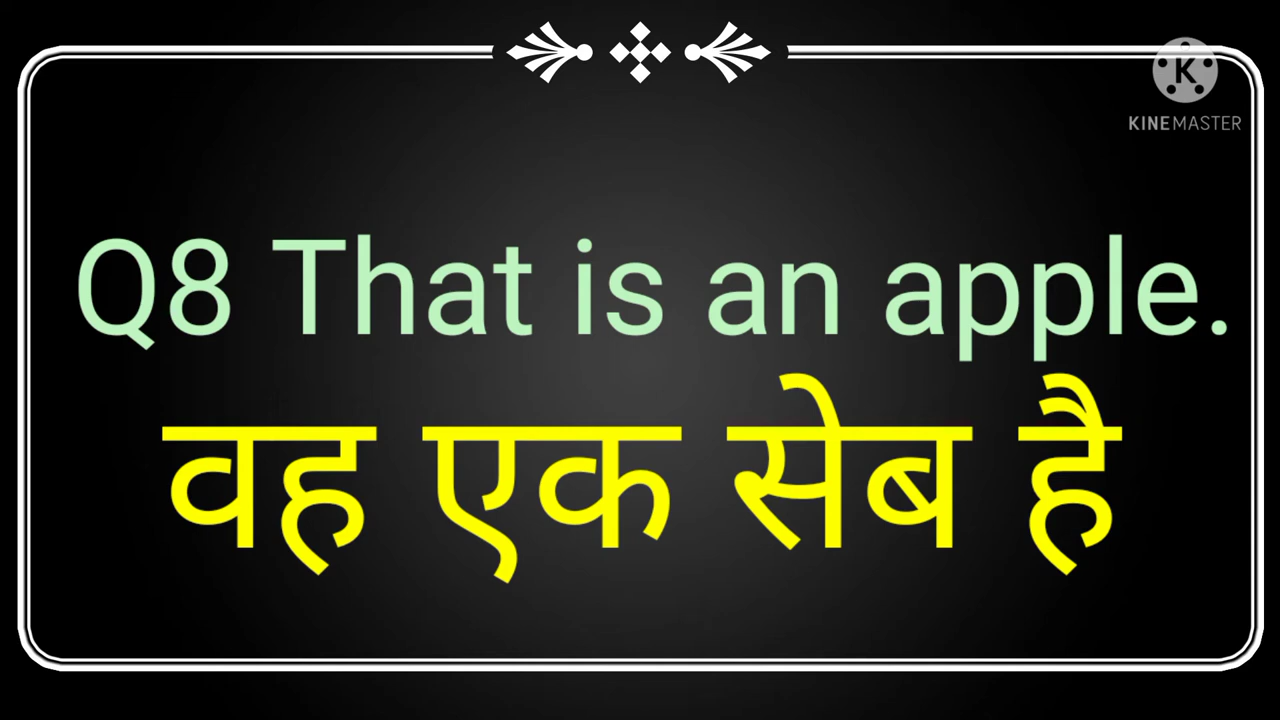 KINEMASTER
Q8 That is an apple.
वह एक सेब है